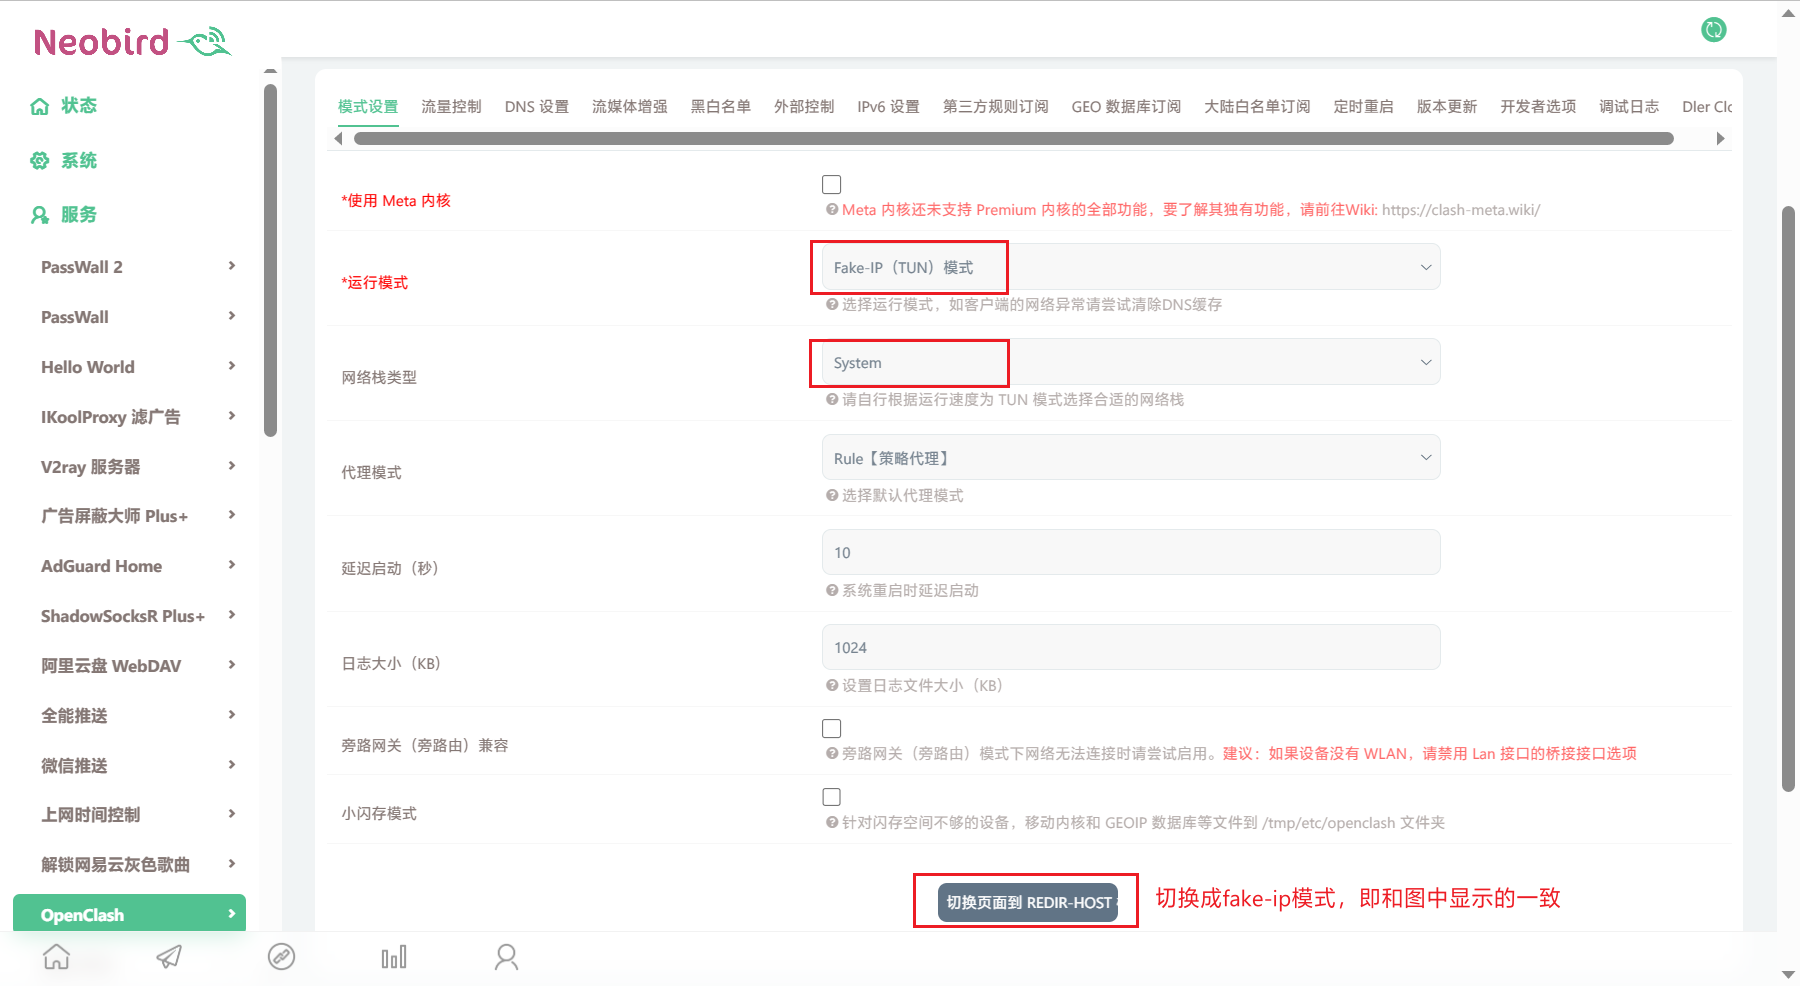 Neobird
状态
系统
服务
PassWall 2
PassWall
Hello World
IKoolProxy 滤广告
V2ray 服务器
广告屏蔽大师 Plus+
AdGuard Home
ShadowSocksR Plus+
阿里云盘 WebDAV
全能推送
微信推送
上网时间控制
解锁网易云灰色歌曲
OpenClash
模式设置 流量控制 DNS 设置 流媒体增强 黑白名单 外部控制 IPv6 设置 第三方规则订阅 GEO 数据库订阅 大陆白名单订阅 定时重启 版本更新 开发者选项 调试日志 Dler Clo
*使用 Meta 内核
Meta 内核还未支持 Premium 内核的全部功能，要了解其独有功能，请前往Wiki: https://clash-meta.wiki/
*运行模式
Fake-IP（TUN）模式
选择运行模式，如客户端的网络异常请尝试清除DNS缓存
网络栈类型
System
请自行根据运行速度为 TUN 模式选择合适的网络栈
代理模式
Rule【策略代理】
选择默认代理模式
延迟启动（秒）
10
系统重启时延迟启动
日志大小（KB）
1024
设置日志文件大小（KB）
旁路网关（旁路由）兼容
旁路网关（旁路由）模式下网络无法连接时请尝试启用。建议：如果设备没有 WLAN，请禁用 Lan 接口的桥接接口选项
小闪存模式
针对闪存空间不够的设备，移动内核和 GEOIP 数据库等文件到 /tmp/etc/openclash 文件夹
切换页面到 REDIR-HOST
切换成fake-ip模式，即和图中显示的一致